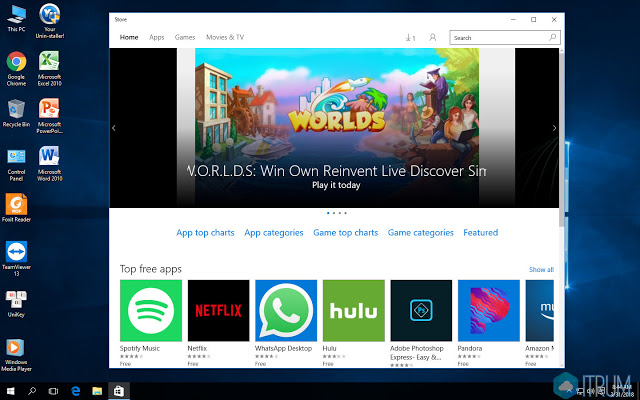 This PC
Your
Unin-staller!
Google
Chrome
Microsoft
Excel 2010
Recycle Bin
Microsoft
PowerPoi...
Control
Panel
Microsoft
Word 2010
Foxit Reader
TeamViewer
13
UniKey
Windows
Media Player
Store
Home Apps Games Movies & TV
1
Search
W.O.R.L.D.S
W.O.R.L.D.S: Win Own Reinvent Live Discover Sim
Play it today
App top charts App categories Game top charts Game categories Featured
Top free apps
Show all
NETFLIX
hulu
Ps
mu
Spotify Music
Free
Netflix
Free
WhatsApp Desktop
Free
Hulu
Free
Adobe Photoshop
Express- Easy &...
Free
Pandora
Free
Amazon M
Free
8:44 AM
3/31/2018
ITRUM